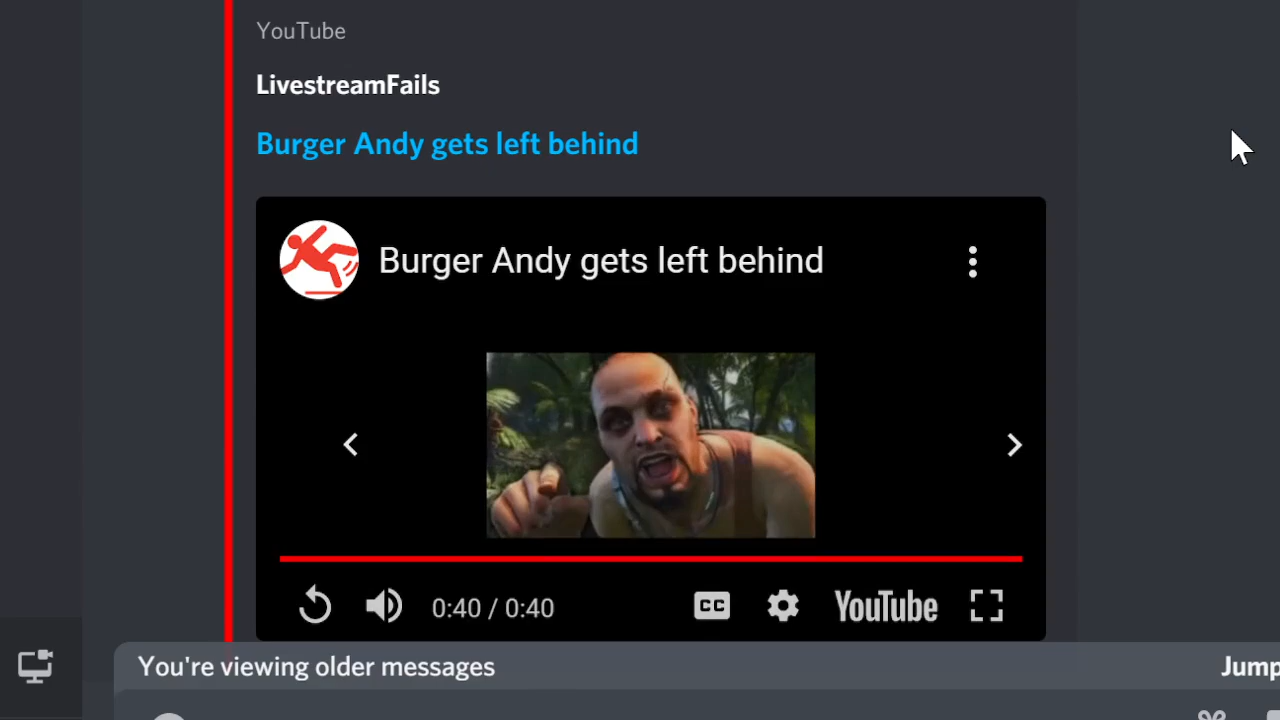 YouTube
LivestreamFails
Burger Andy gets left behind
Burger Andy gets left behind
0:40 / 0:40
CC
YouTube
You're viewing older messages
Jump